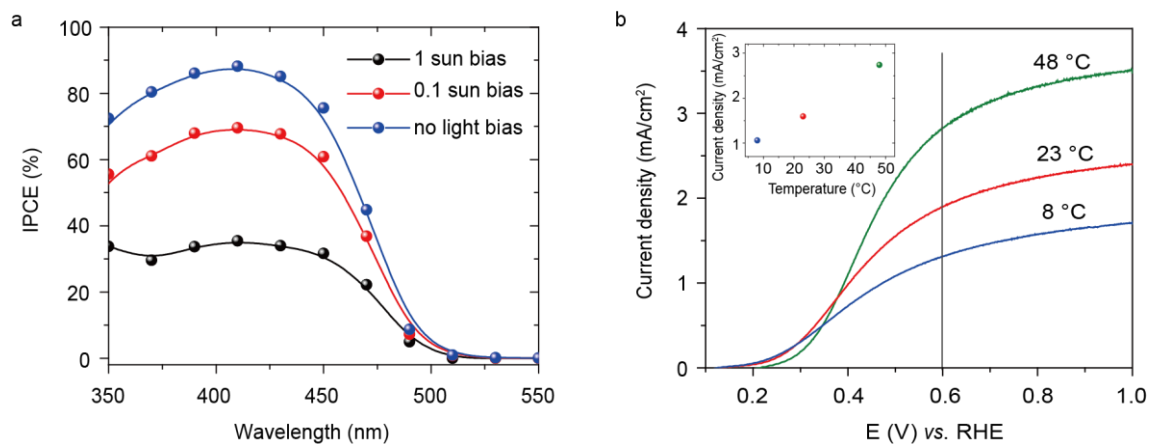 a
IPCE (%)
100
80
60
40
20
0
1 sun bias
0.1 sun bias
no light bias
350 400 450 500 550
Wavelength (nm)
b
Current density (mA/cm²)
4
3
2
1
0
Current density (mA/cm²)
3
2
1
10 20 30 40 50
Temperature (°C)
48 °C
23 °C
8 °C
0.2 0.4 0.6 0.8 1.0
E (V) vs. RHE